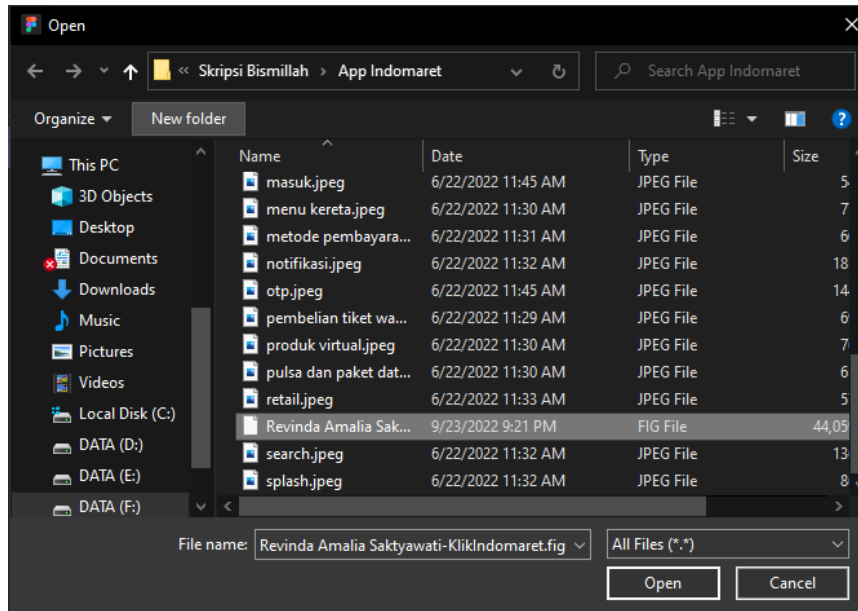 Open
« Skripsi Bismillah › App Indomaret
Search App Indomaret
Organize New folder
This PC
3D Objects
Desktop
Documents
Downloads
Music
Pictures
Videos
Local Disk (C:)
DATA (D:)
DATA (E:)
DATA (F:)
Name Date Type Size
masuk.jpeg 6/22/2022 11:45 AM JPEG File
menu kereta.jpeg 6/22/2022 11:30 AM JPEG File
metode pembayara... 6/22/2022 11:31 AM JPEG File
notifikasi.jpeg 6/22/2022 11:32 AM JPEG File 18
otp.jpeg 6/22/2022 11:45 AM JPEG File 14
pembelian tiket wa... 6/22/2022 11:29 AM JPEG File
produk virtual.jpeg 6/22/2022 11:30 AM JPEG File
pulsa dan paket dat... 6/22/2022 11:30 AM JPEG File
retail.jpeg 6/22/2022 11:33 AM JPEG File
Revinda Amalia Sak... 9/23/2022 9:21 PM FIG File 44,05
search.jpeg 6/22/2022 11:32 AM JPEG File 13
splash.jpeg 6/22/2022 11:32 AM JPEG File
File name: Revinda Amalia Saktyawati-KlikIndomaret.fig All Files (*.*)
Open Cancel